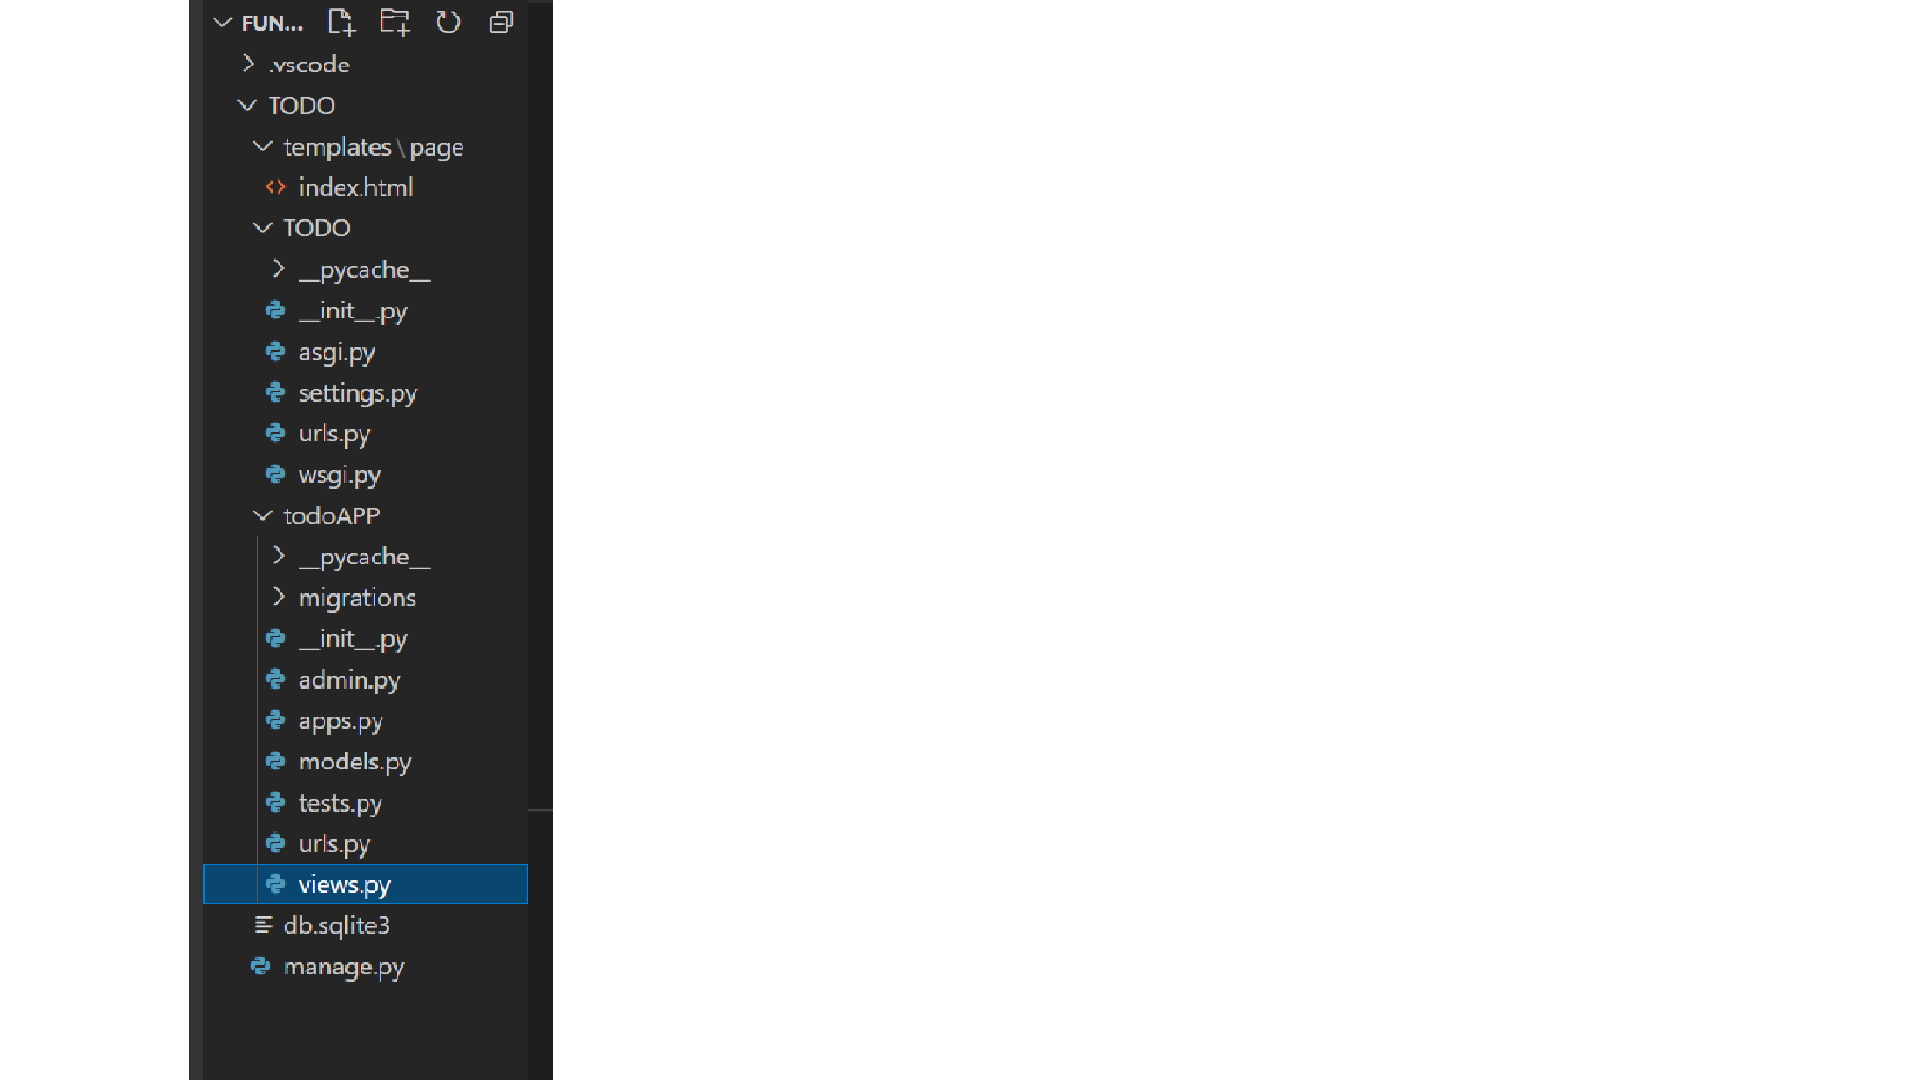 FUN...
.vscode
TODO
templates\page
index.html
TODO
__pycache__
__init__.py
asgi.py
settings.py
urls.py
wsgi.py
todoAPP
__pycache__
migrations
__init__.py
admin.py
apps.py
models.py
tests.py
urls.py
views.py
db.sqlite3
manage.py